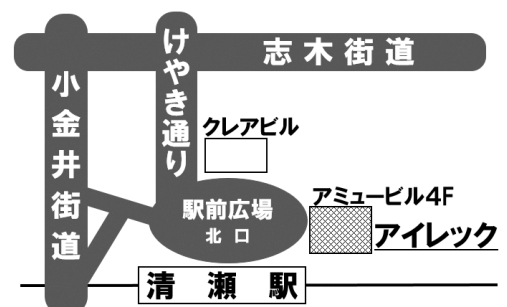 志木街道
小金井街道
けやき通り
クレアビル
駅前広場
北口
アミュービル4F
アイレック
清瀬駅